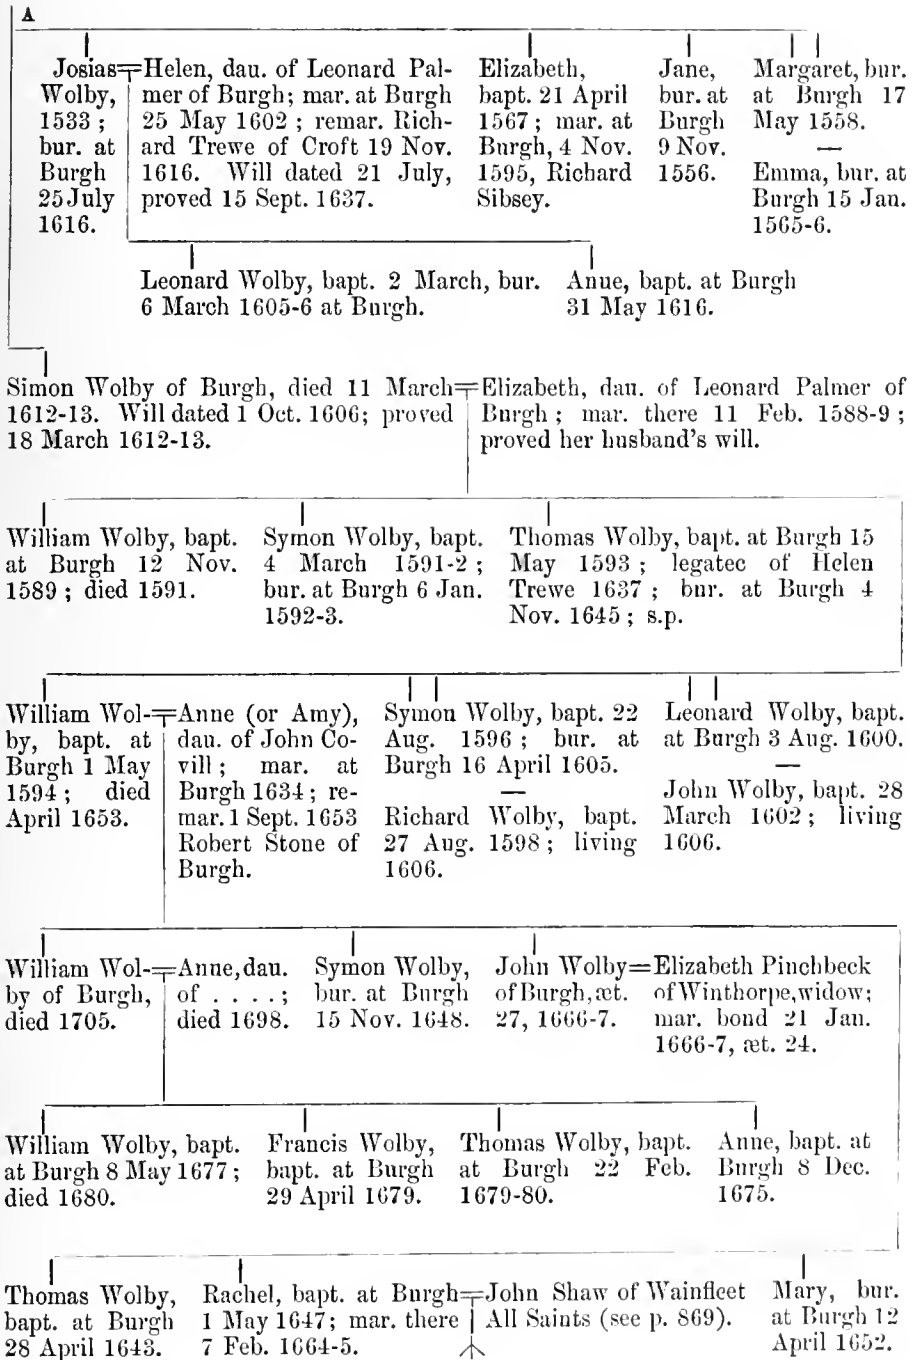 A
Josias=Helen, dau. of Leonard Pal-
Wolby, mer of Burgh; mar. at Burgh
1533; 25 May 1602; remar. Rich-
bur. at ard Trewe of Croft 19 Nov.
Burgh 1616. Will dated 21 July,
25 July proved 15 Sept. 1637.
1616.
Elizabeth,
bapt. 21 April
1567; mar. at
Burgh, 4 Nov.
1595, Richard
Sibsey.
Jane,
bur. at
Burgh
9 Nov.
1556.
Margaret, bur.
at Burgh 17
May 1558.
—
Emma, bur. at
Burgh 15 Jan.
1565-6.
Leonard Wolby, bapt. 2 March, bur.
6 March 1605-6 at Burgh.
Anne, bapt. at Burgh
31 May 1616.
Simon Wolby of Burgh, died 11 March=Elizabeth, dau. of Leonard Palmer of
1612-13. Will dated 1 Oct. 1606; proved Burgh; mar. there 11 Feb. 1588-9;
18 March 1612-13. proved her husband's will.
William Wolby, bapt.
at Burgh 12 Nov.
1589; died 1591.
Symon Wolby, bapt.
4 March 1591-2;
bur. at Burgh 6 Jan.
1592-3.
Thomas Wolby, bapt. at Burgh 15
May 1593; legatee of Helen
Trewe 1637; bur. at Burgh 4
Nov. 1645; s.p.
William Wol-=Anne (or Amy),
by, bapt. at dau. of John Co-
Burgh 1 May vill; mar. at
1594; died Burgh 1634; re-
April 1653. mar. 1 Sept. 1653
Robert Stone of
Burgh.
Symon Wolby, bapt. 22
Aug. 1596; bur. at
Burgh 16 April 1605.
—
Richard Wolby, bapt.
27 Aug. 1598; living
1606.
Leonard Wolby, bapt.
at Burgh 3 Aug. 1600.
—
John Wolby, bapt. 28
March 1602; living
1606.
William Wol-=Anne, dau.
by of Burgh, of . . . .;
died 1705. died 1698.
Symon Wolby,
bur. at Burgh
15 Nov. 1648.
John Wolby=Elizabeth Pinchbeck
of Burgh, æt. of Winthorpe, widow;
27, 1666-7. mar. bond 21 Jan.
1666-7, æt. 24.
William Wolby, bapt.
at Burgh 8 May 1677;
died 1680.
Francis Wolby,
bapt. at Burgh
29 April 1679.
Thomas Wolby, bapt.
at Burgh 22 Feb.
1679-80.
Anne, bapt. at
Burgh 8 Dec.
1675.
Thomas Wolby,
bapt. at Burgh
28 April 1643.
Rachel, bapt. at Burgh=John Shaw of Wainfleet
1 May 1647; mar. there All Saints (see p. 869).
7 Feb. 1664-5.
Mary, bur.
at Burgh 12
April 1652.